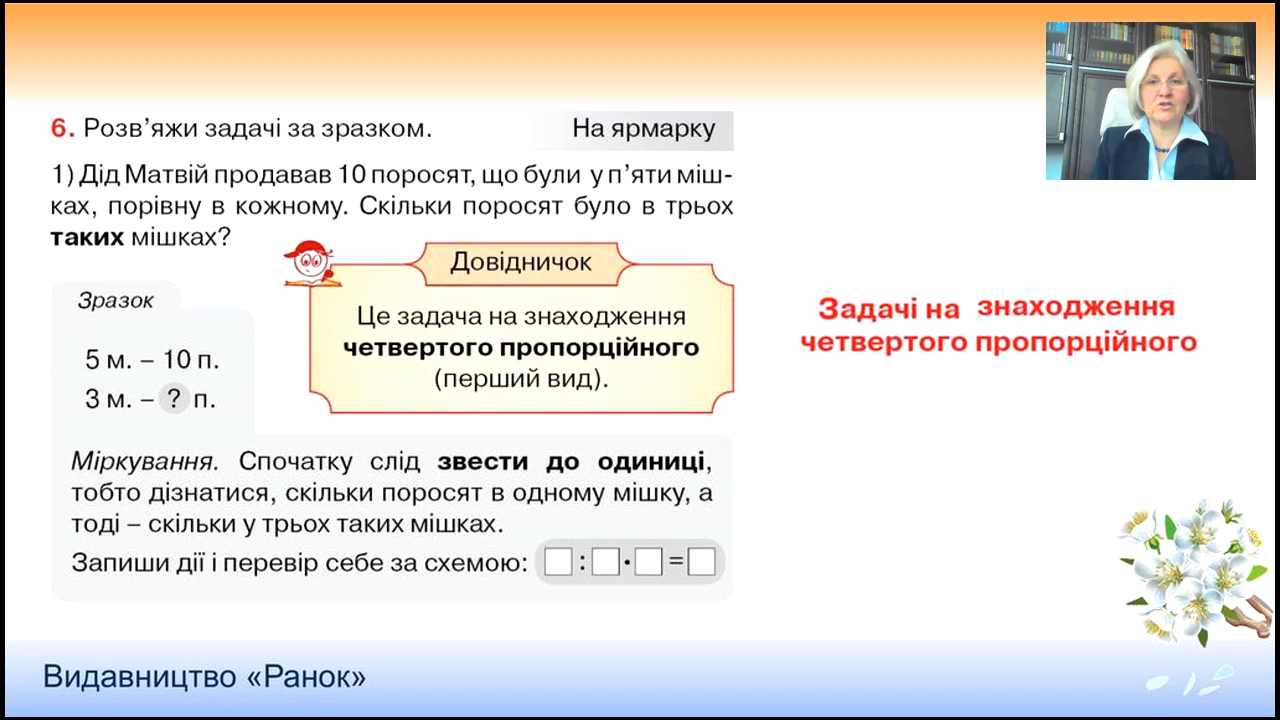 6. Розв’яжи задачі за зразком.
На ярмарку
1) Дід Матвій продавав 10 поросят, що були у п’яти міш-
ках, порівну в кожному. Скільки поросят було в трьох
таких мішках?
Довідничок
Зразок
Це задача на знаходження
четвертого пропорційного
(перший вид).
5 м. – 10 п.
3 м. – ? п.
Задачі на знаходження
четвертого пропорційного
Міркування. Спочатку слід звести до одиниці,
тобто дізнатися, скільки поросят в одному мішку, а
тоді – скільки у трьох таких мішках.
Запиши дії і перевір себе за схемою: □ : □ · □ = □
Видавництво «Ранок»